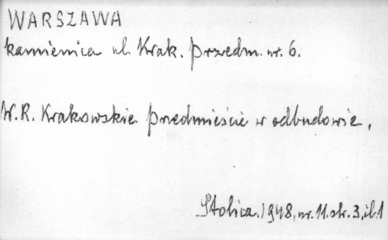 WARSZAWA
kamienica ul. Krak. Przedm. nr. 6.
W.R. Krakowskie Przedmieście w odbudowie.
Stolica, 1948, nr. 11. str. 3, il. 1